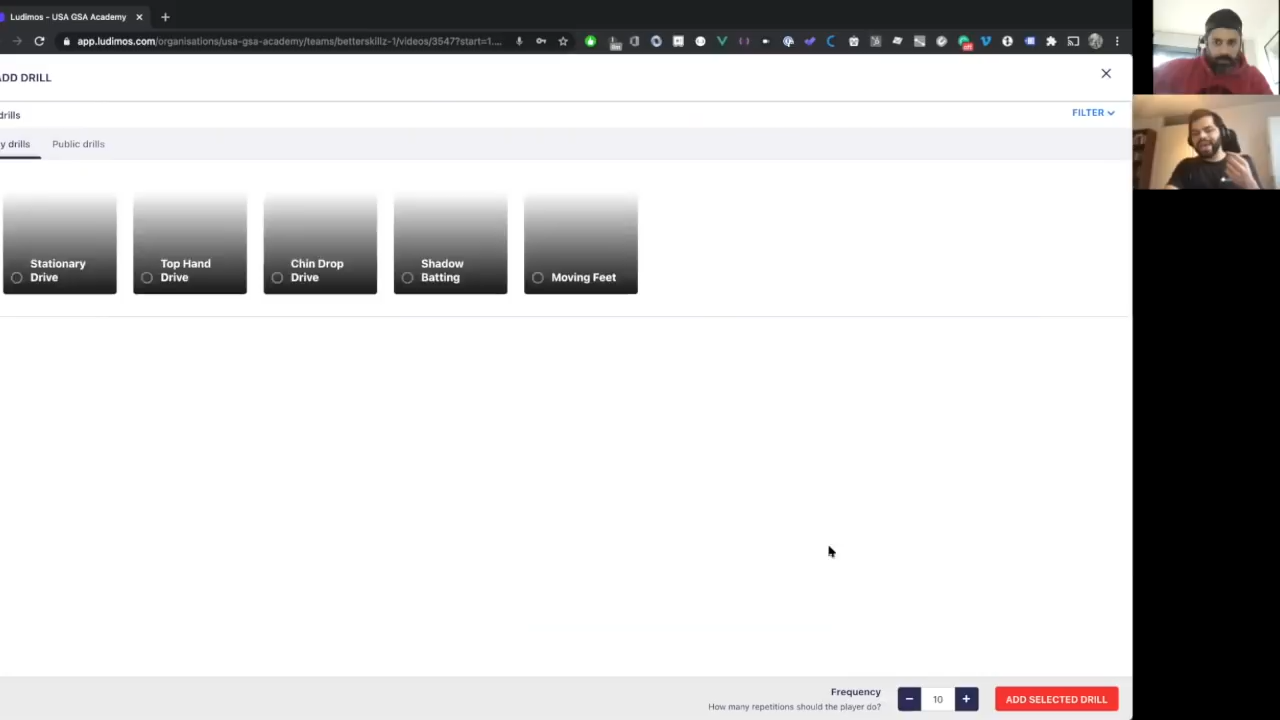 Ludimos - USA GSA Academy
app.ludimos.com/organisations/usa-gsa-academy/teams/betterskillz-1/videos/3547?start=1....
ADD DRILL
drills
FILTER
y drills
Public drills
Stationary
Drive
Top Hand
Drive
Chin Drop
Drive
Shadow
Batting
Moving Feet
Frequency
How many repetitions should the player do?
10
ADD SELECTED DRILL